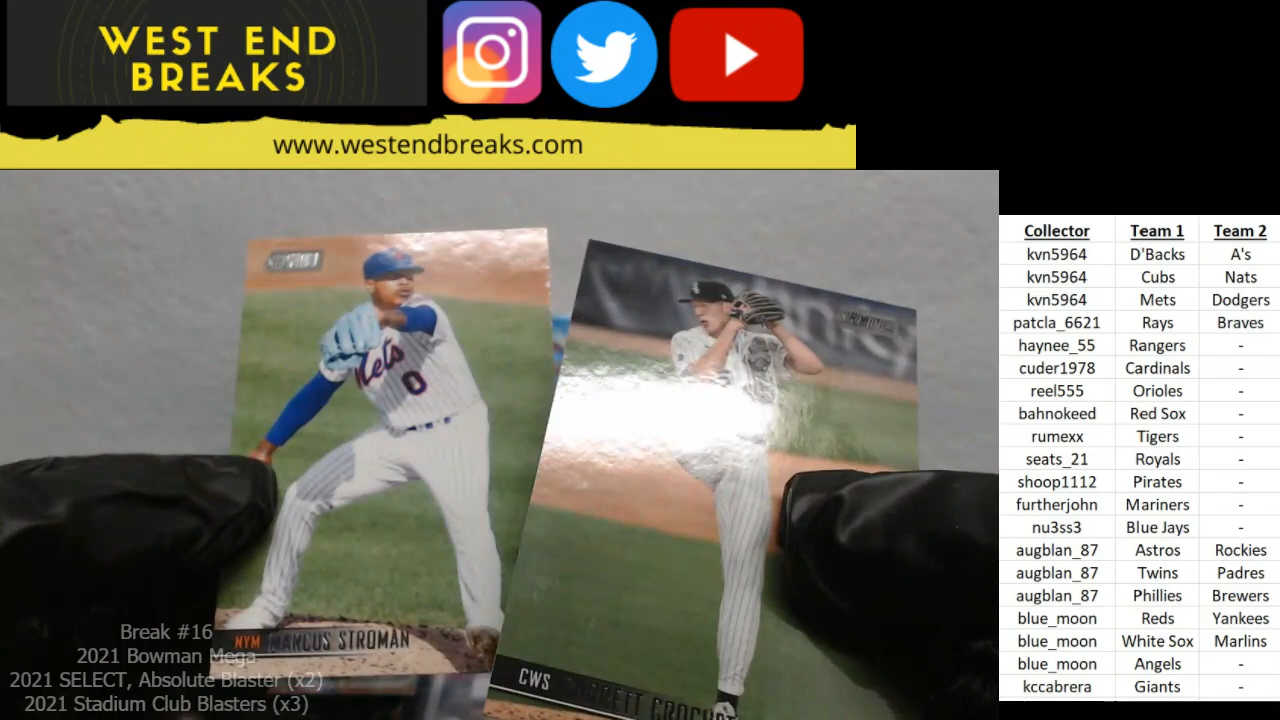 WEST END
BREAKS
www.westendbreaks.com
Collector Team 1 Team 2
kvn5964 D'Backs A's
kvn5964 Cubs Nats
kvn5964 Mets Dodgers
patcla_6621 Rays Braves
haynee_55 Rangers -
cuder1978 Cardinals -
reel555 Orioles -
bahnokeed Red Sox -
rumexx Tigers -
seats_21 Royals -
shoop1112 Pirates -
furtherjohn Mariners -
nu3ss3 Blue Jays -
augblan_87 Astros Rockies
augblan_87 Twins Padres
augblan_87 Phillies Brewers
blue_moon Reds Yankees
blue_moon White Sox Marlins
blue_moon Angels -
kccabrera Giants -
Mets
0
NYM MARCUS STROMAN
CWS
Break #16
2021 Bowman Mega
2021 SELECT, Absolute Blaster (x2)
2021 Stadium Club Blasters (x3)